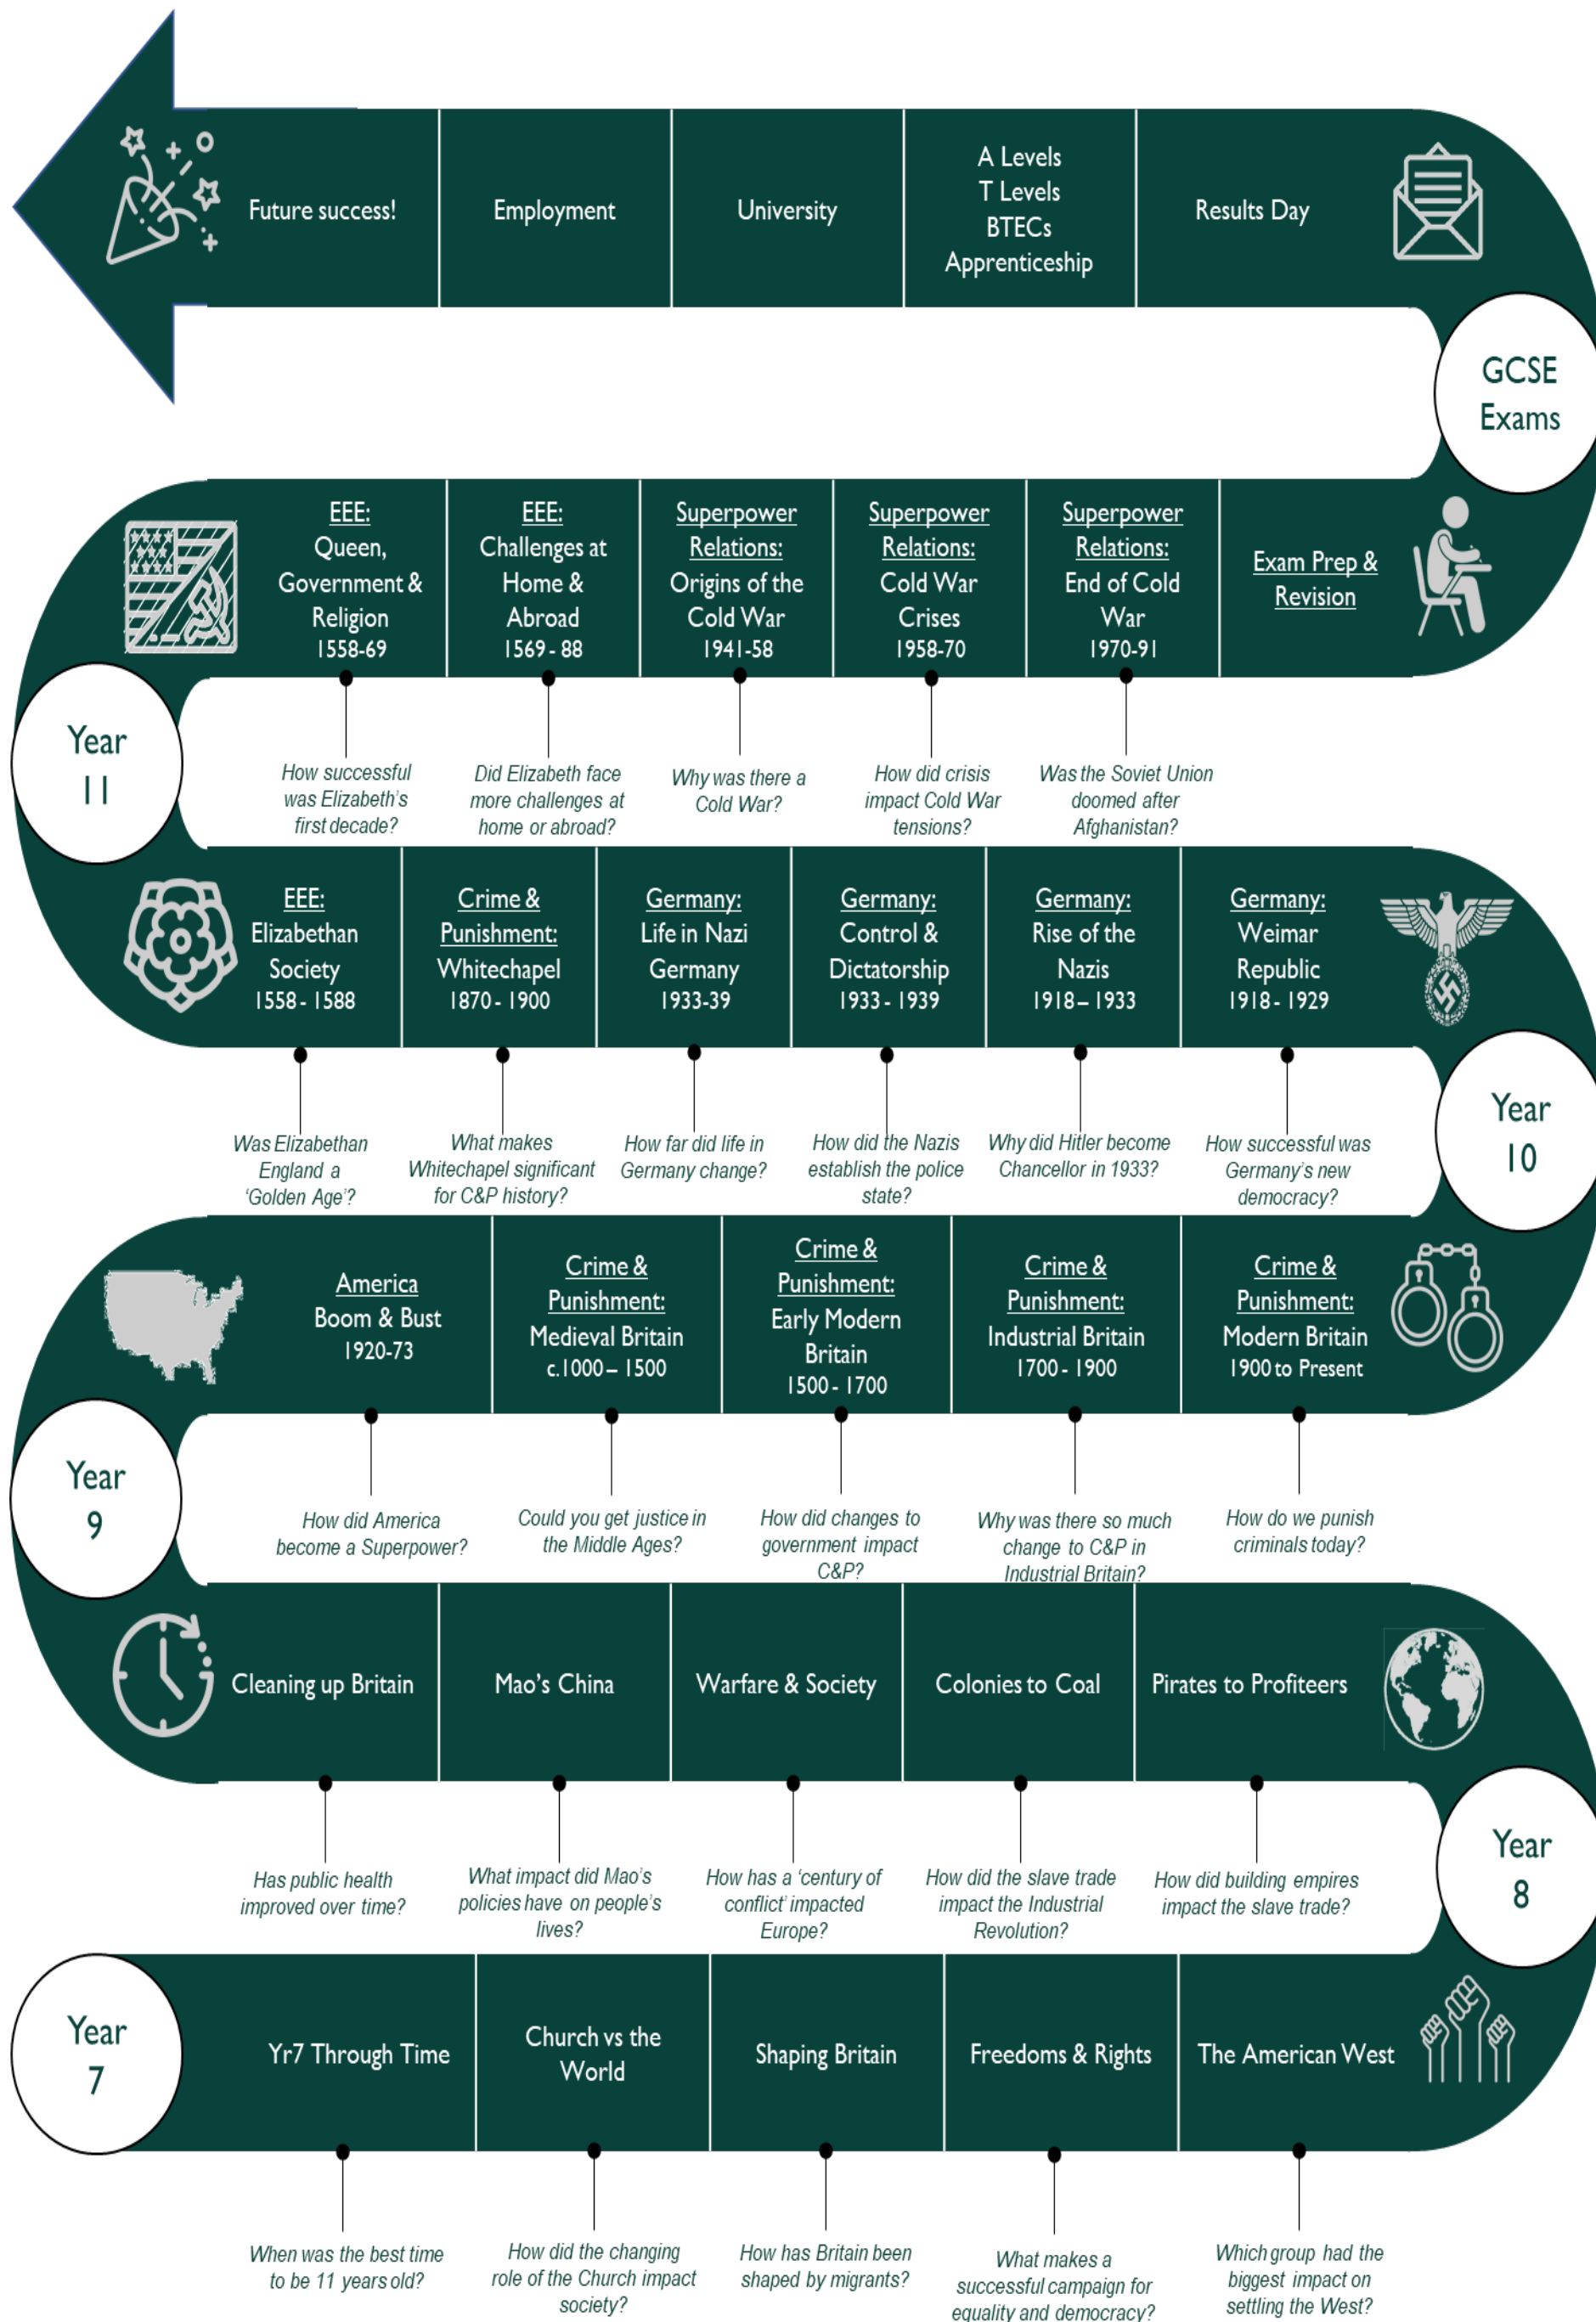 Future success!
Employment
University
A Levels
T Levels
BTECs
Apprenticeship
Results Day
GCSE
Exams
EEE:
Queen,
Government &
Religion
1558-69
EEE:
Challenges at
Home &
Abroad
1569 - 88
Superpower
Relations:
Origins of the
Cold War
1941-58
Superpower
Relations:
Cold War
Crises
1958-70
Superpower
Relations:
End of Cold
War
1970-91
Exam Prep &
Revision
Year
11
How successful
was Elizabeth's
first decade?
Did Elizabeth face
more challenges at
home or abroad?
Why was there a
Cold War?
How did crisis
impact Cold War
tensions?
Was the Soviet Union
doomed after
Afghanistan?
EEE:
Elizabethan
Society
1558 - 1588
Crime &
Punishment:
Whitechapel
1870 - 1900
Germany:
Life in Nazi
Germany
1933-39
Germany:
Control &
Dictatorship
1933 - 1939
Germany:
Rise of the
Nazis
1918 – 1933
Germany:
Weimar
Republic
1918 - 1929
Year
10
Was Elizabethan
England a
'Golden Age'?
What makes
Whitechapel significant
for C&P history?
How far did life in
Germany change?
How did the Nazis
establish the police
state?
Why did Hitler become
Chancellor in 1933?
How successful was
Germany's new
democracy?
America
Boom & Bust
1920-73
Crime &
Punishment:
Medieval Britain
c.1000 – 1500
Crime &
Punishment:
Early Modern
Britain
1500 - 1700
Crime &
Punishment:
Industrial Britain
1700 - 1900
Crime &
Punishment:
Modern Britain
1900 to Present
Year
9
How did America
become a Superpower?
Could you get justice in
the Middle Ages?
How did changes to
government impact
C&P?
Why was there so much
change to C&P in
Industrial Britain?
How do we punish
criminals today?
Cleaning up Britain
Mao's China
Warfare & Society
Colonies to Coal
Pirates to Profiteers
Year
8
Has public health
improved over time?
What impact did Mao's
policies have on people's
lives?
How has a 'century of
conflict' impacted
Europe?
How did the slave trade
impact the Industrial
Revolution?
How did building empires
impact the slave trade?
Year
7
Yr7 Through Time
Church vs the
World
Shaping Britain
Freedoms & Rights
The American West
When was the best time
to be 11 years old?
How did the changing
role of the Church impact
society?
How has Britain been
shaped by migrants?
What makes a
successful campaign for
equality and democracy?
Which group had the
biggest impact on
settling the West?